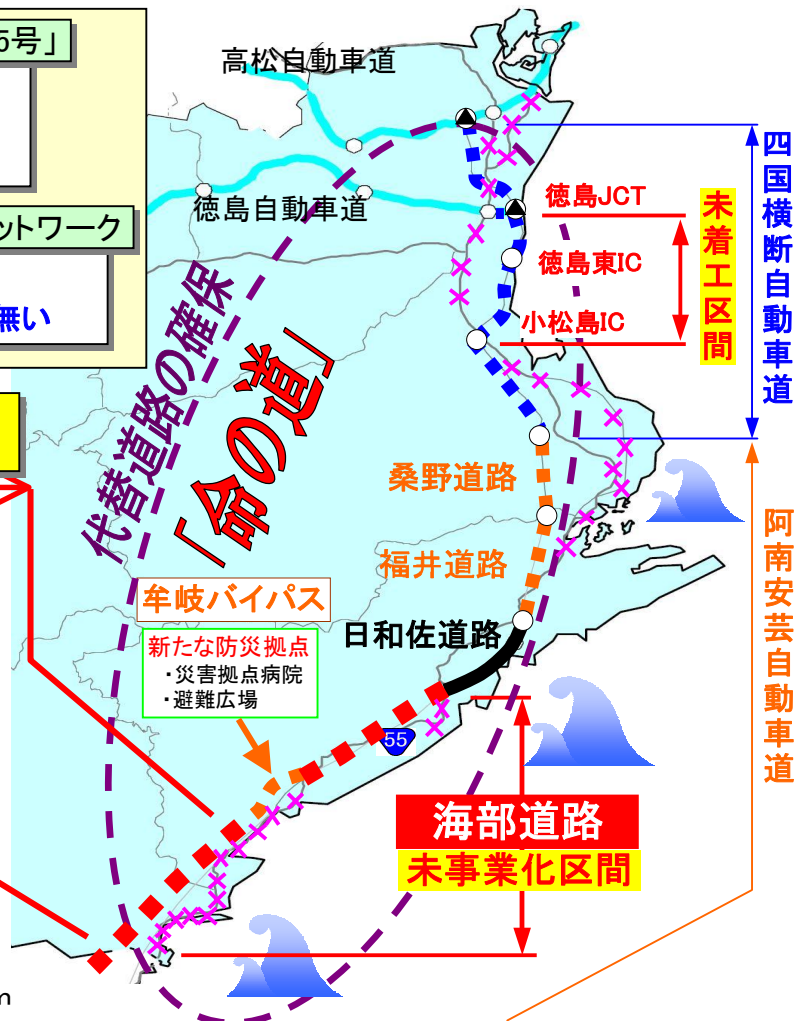 5号」
高松自動車道
徳島自動車道
ットワーク
無い
徳島JCT
徳島東IC
小松島IC
未着工区間
四国横断自動車道
代替道路の確保
「命の道」
桑野道路
福井道路
阿南安芸自動車道
牟岐バイパス
新たな防災拠点
・災害拠点病院
・避難広場
日和佐道路
55
海部道路
未事業化区間
m